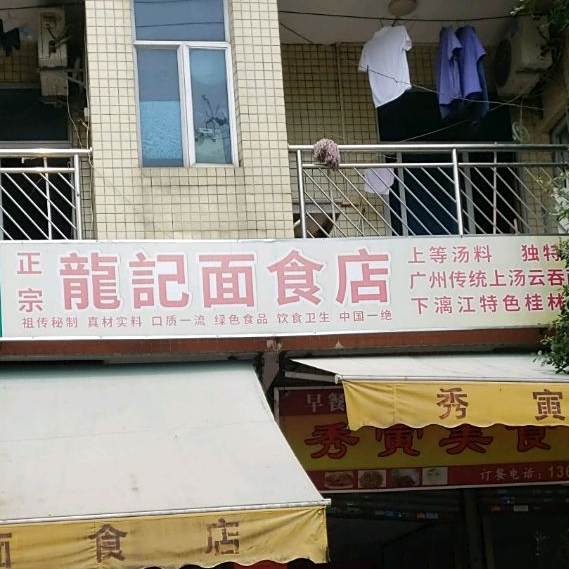 正宗
龍記面食店
祖传秘制 真材实料 口质一流 绿色食品 饮食卫生 中国一绝
上等汤料 独特
广州传统上汤云吞
下漓江特色桂林
秀寅
早餐
秀寅美食
订餐电话:13
面食店